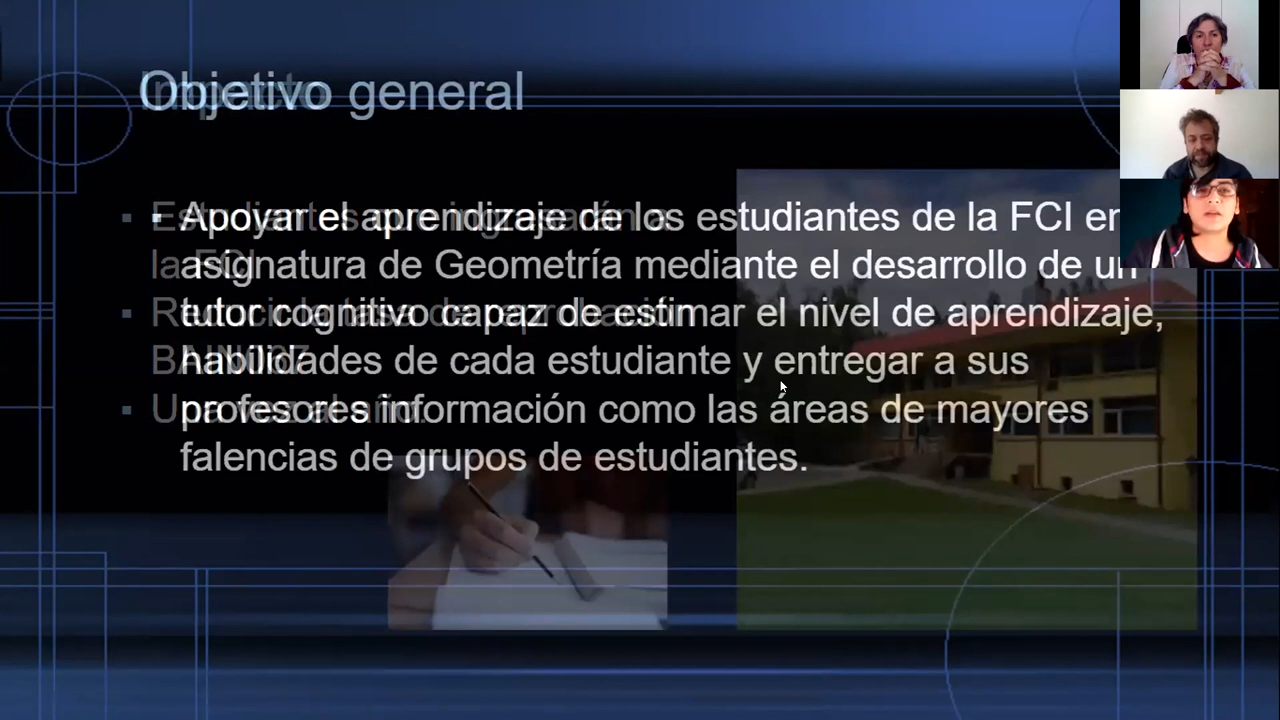 Objetivo general
Apoyar el aprendizaje de los estudiantes de la FCI en
asignatura de Geometría mediante el desarrollo de un
tutor cognitivo capaz de estimar el nivel de aprendizaje,
habilidades de cada estudiante y entregar a sus
profesores información como las áreas de mayores
falencias de grupos de estudiantes.